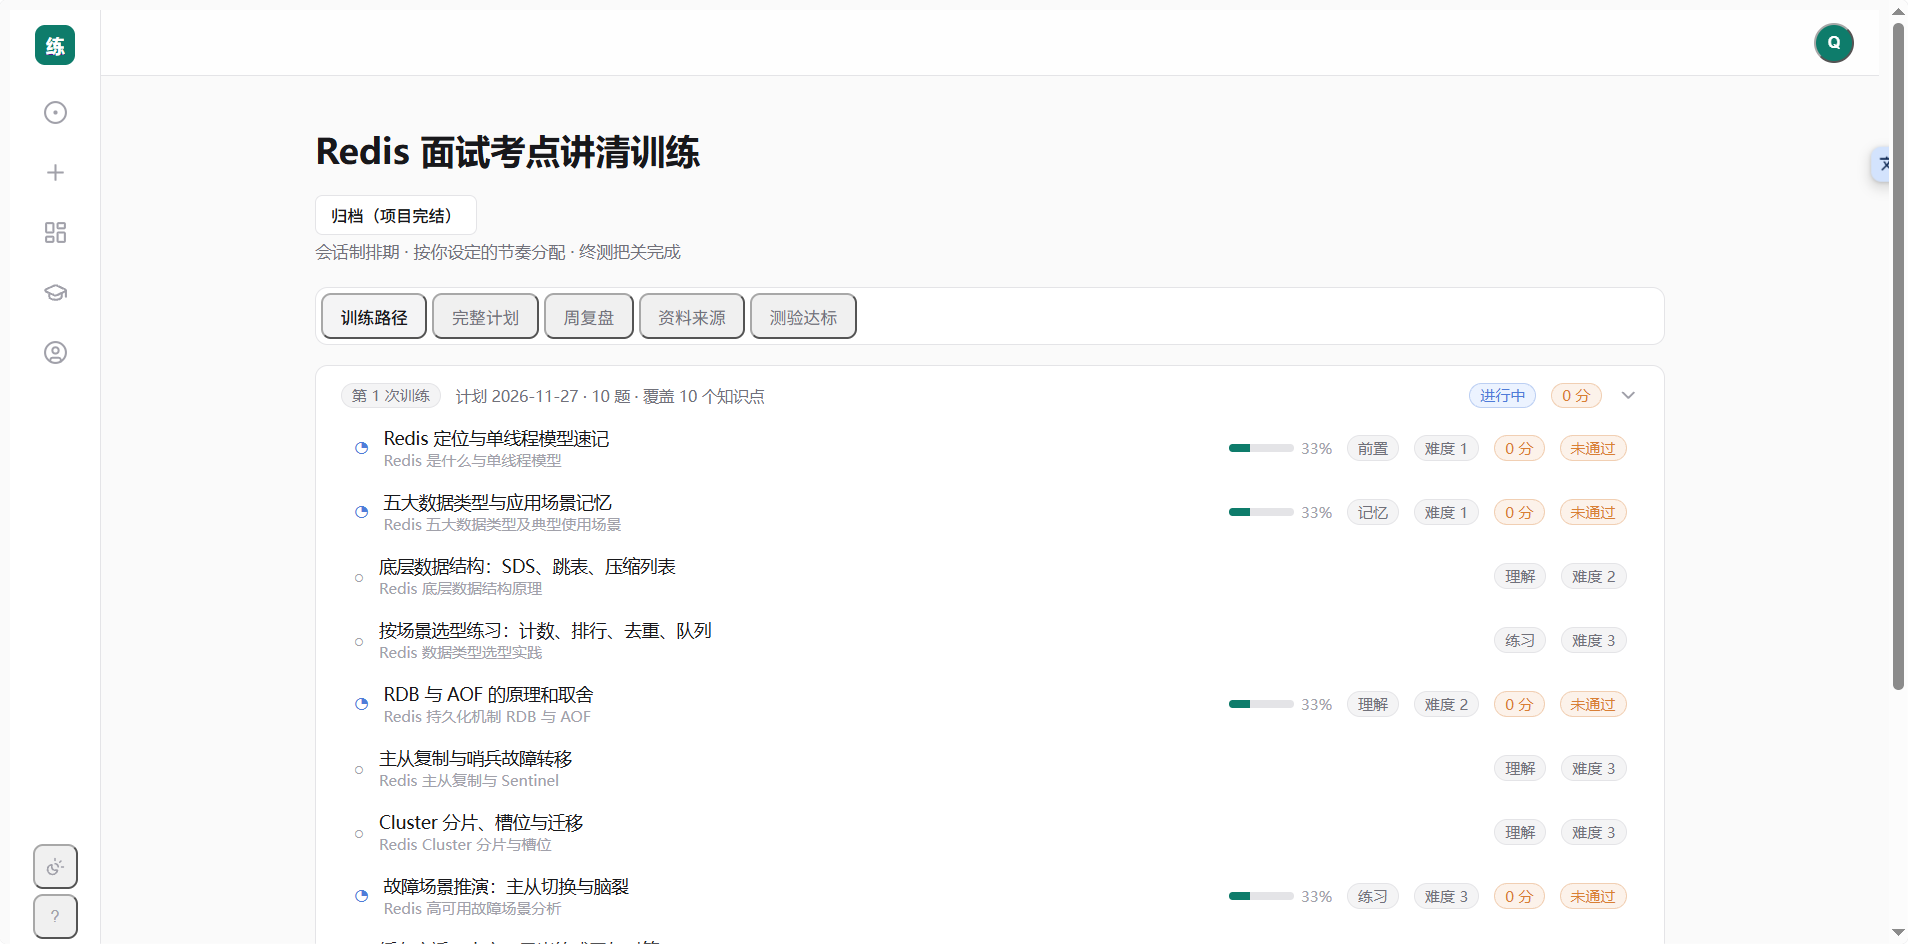 练
Q
Redis 面试考点讲清训练
归档（项目完结）
会话制排期 · 按你设定的节奏分配 · 终测把关完成
训练路径 完整计划 周复盘 资料来源 测验达标
第 1 次训练 计划 2026-11-27 · 10 题 · 覆盖 10 个知识点 进行中 0 分
Redis 定位与单线程模型速记
Redis 是什么与单线程模型
33% 前置 难度 1 0 分 未通过
五大数据类型与应用场景记忆
Redis 五大数据类型及典型使用场景
33% 记忆 难度 1 0 分 未通过
底层数据结构：SDS、跳表、压缩列表
Redis 底层数据结构原理
理解 难度 2
按场景选型练习：计数、排行、去重、队列
Redis 数据类型选型实践
练习 难度 3
RDB 与 AOF 的原理和取舍
Redis 持久化机制 RDB 与 AOF
33% 理解 难度 2 0 分 未通过
主从复制与哨兵故障转移
Redis 主从复制与 Sentinel
理解 难度 3
Cluster 分片、槽位与迁移
Redis Cluster 分片与槽位
理解 难度 3
故障场景推演：主从切换与脑裂
Redis 高可用故障场景分析
33% 练习 难度 3 0 分 未通过
?